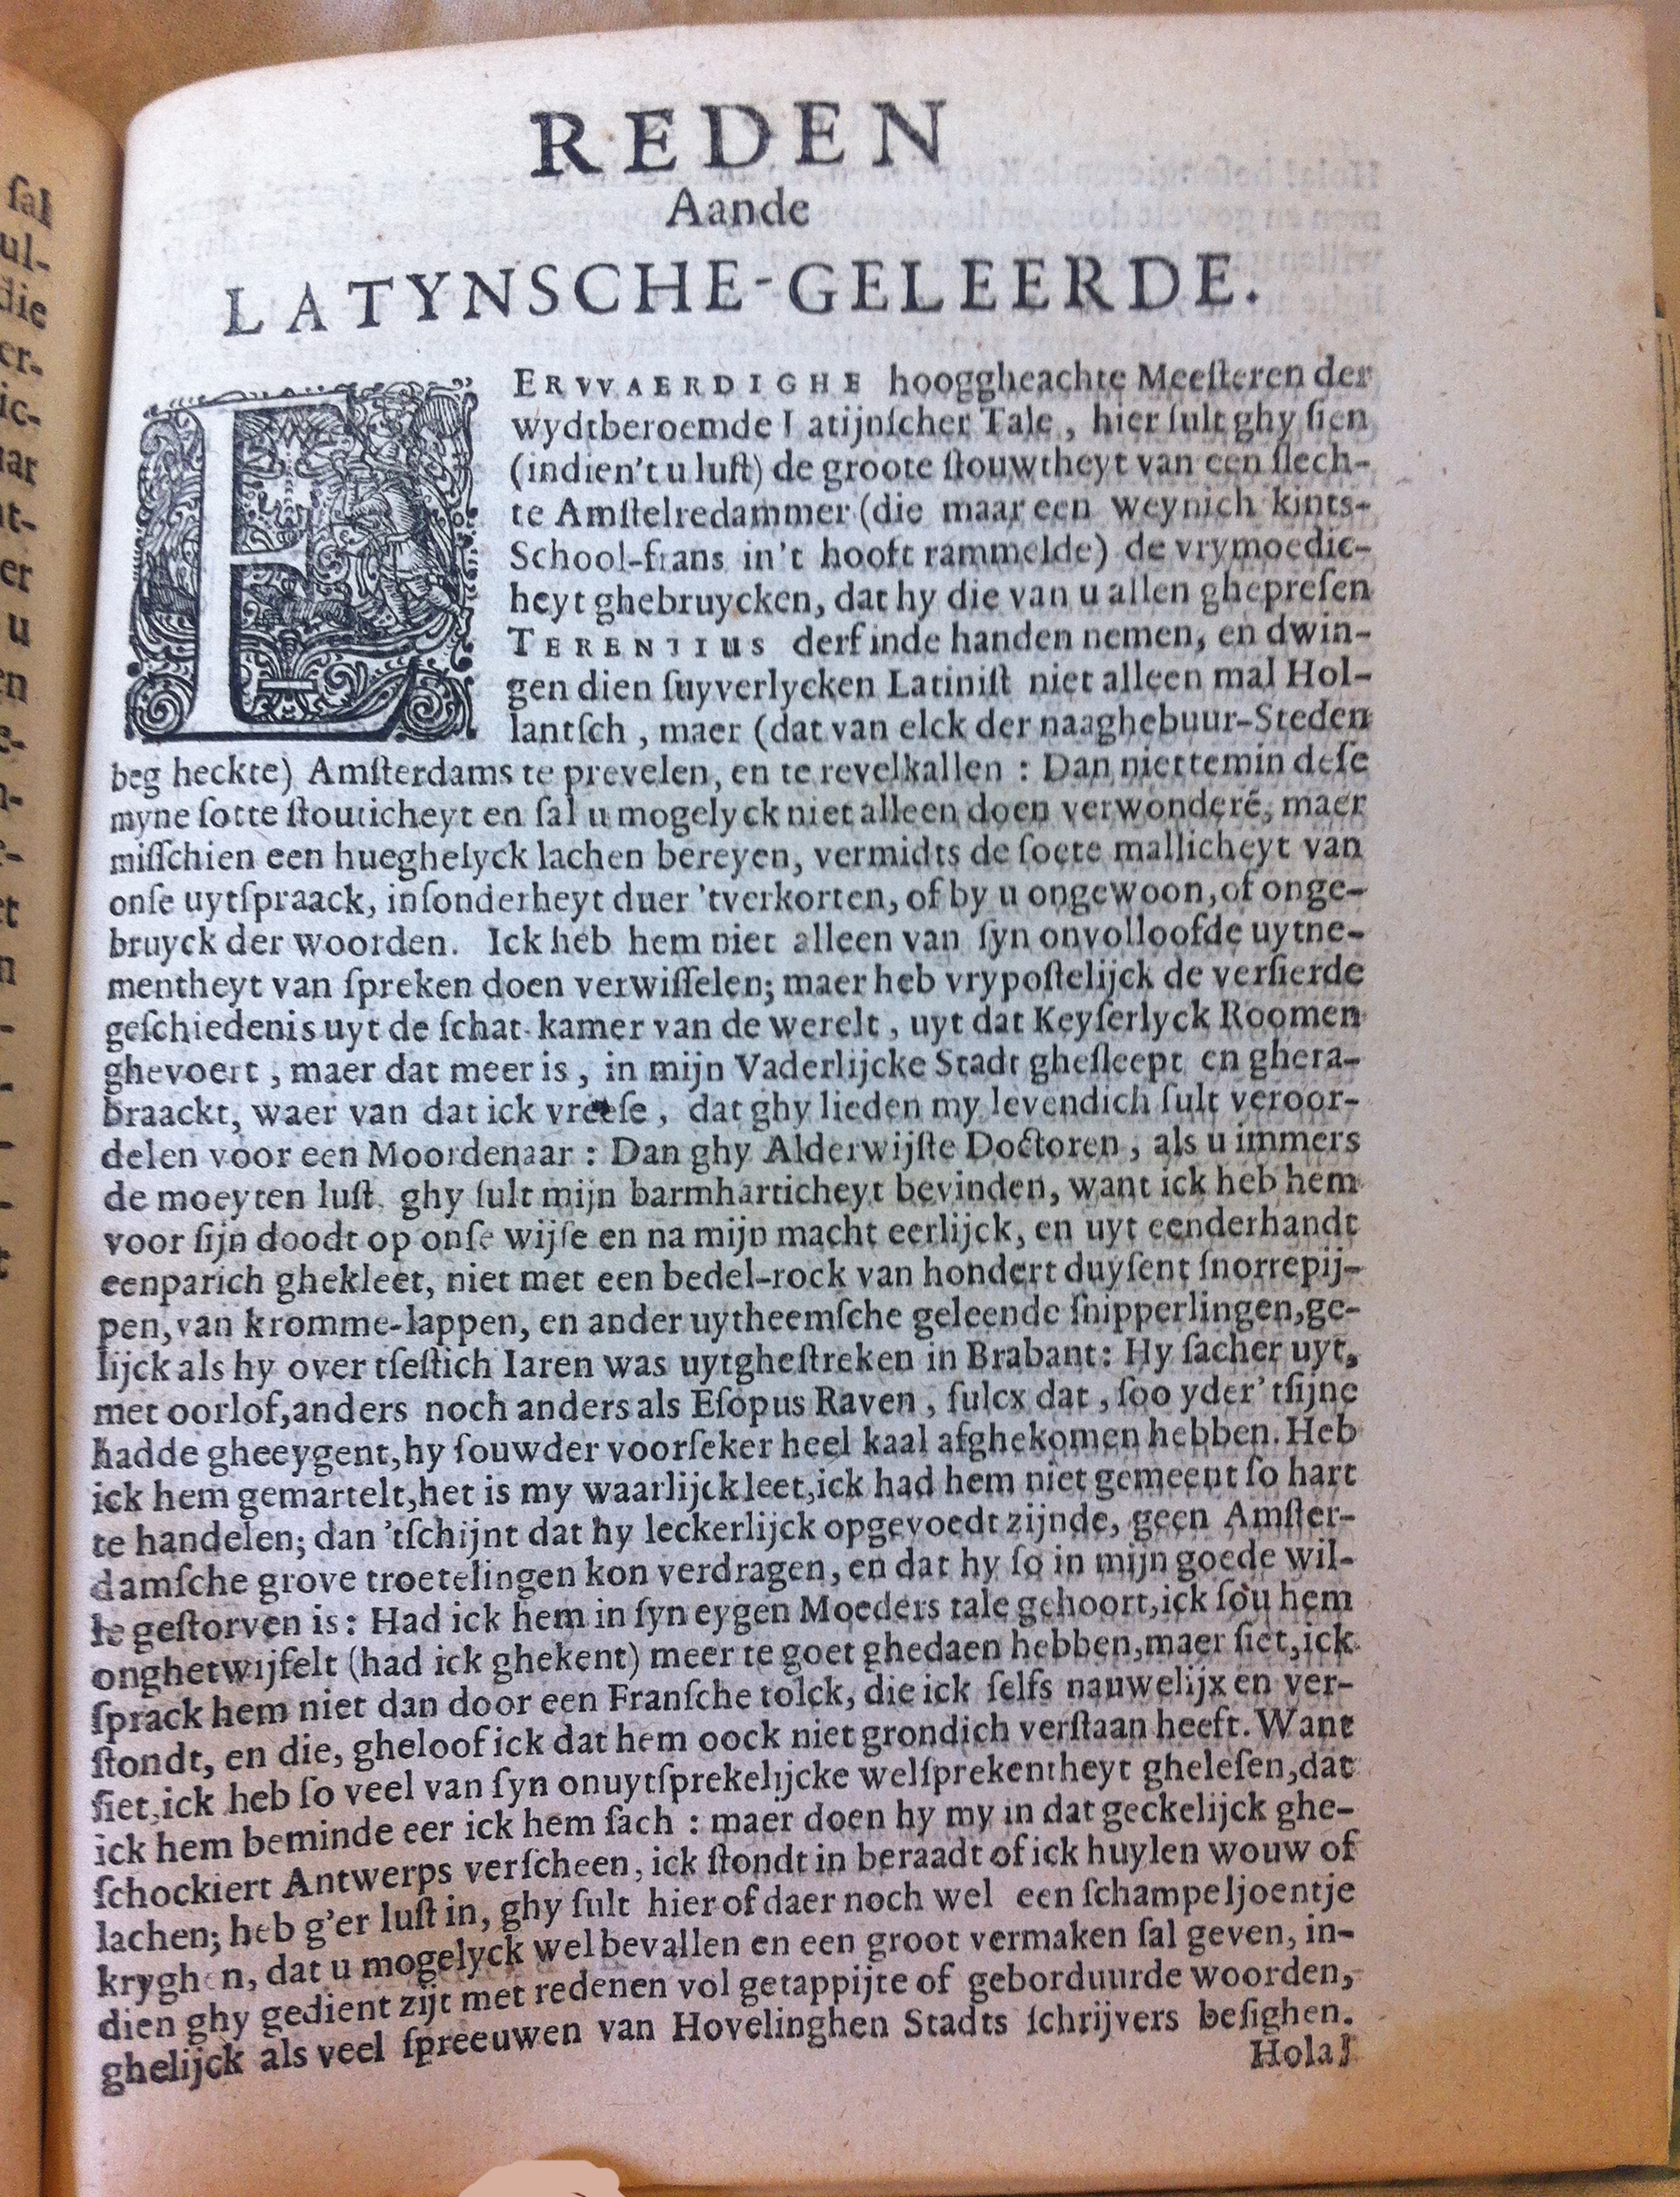 REDEN
Aande
LATYNSCHE-GELEERDE.
ERVVAERDIGHE hooggheachte Meeſteren der
wydtberoemde Latijnſcher Tale, hier ſult ghy ſien
(indien't u luſt) de groote ſtouwtheyt van een ſlech-
te Amſtelredammer (die maar een weynich kints-
School-frans in't hooft rammelde) de vrymoedic-
heyt ghebruycken, dat hy die van u allen ghepreſen
TERENTIUS derf inde handen nemen, en dwin-
gen dien ſuyverlycken Latiniſt niet alleen mal Hol-
lantſch, maer (dat van elck der naaghebuur-Steden
beg heckte) Amſterdams te prevelen, en te revelkallen : Dan niettemin deſe
myne ſotte ſtouticheyt en ſal u mogelyck niet alleen doen verwonderẽ, maer
miſſchien een hueghelyck lachen bereyen, vermidts de ſoete mallicheyt van
onſe uytſpraack, inſonderheyt duer 'tverkorten, of by u ongewoon, of onge-
bruyck der woorden. Ick heb hem niet alleen van ſyn onvolloofde uytne-
mentheyt van ſpreken doen verwiſſelen; maer heb vrypoſtelijck de verſierde
geſchiedenis uyt de ſchat-kamer van de werelt, uyt dat Keyſerlyck Roomen
ghevoert, maer dat meer is, in mijn Vaderlijcke Stadt gheſleept en ghera-
braackt, waer van dat ick vreeſe, dat ghy lieden my levendich ſult veroor-
delen voor een Moordenaar : Dan ghy Alderwijſte Doctoren, als u immers
de moeyten luſt, ghy ſult mijn barmharticheyt bevinden, want ick heb hem
voor ſijn doodt op onſe wijſe en na mijn macht eerlijck, en uyt eenderhandt
eenparich ghekleet, niet met een bedel-rock van hondert duyſent ſnorrepij-
pen, van kromme-lappen, en ander uytheemſche geleende ſnipperlingen, ge-
lijck als hy over tſeſtich Iaren was uytgheſtreken in Brabant: Hy ſacher uyt,
met oorlof, anders noch anders als Eſopus Raven, ſulcx dat, ſoo yder' tſijne
hadde gheeygent, hy ſouwder voorſeker heel kaal afghekomen hebben. Heb
ick hem gemartelt, het is my waarlijck leet, ick had hem niet gemeent ſo hart
te handelen; dan 'tſchijnt dat hy leckerlijck opgevoedt zijnde, geen Amſter-
damſche grove troetelingen kon verdragen, en dat hy ſo in mijn goede wil-
le geſtorven is: Had ick hem in ſyn eygen Moeders tale gehoort, ick ſou hem
onghetwijfelt (had ick ghekent) meer te goet ghedaen hebben, maer ſiet, ick
ſprack hem niet dan door een Franſche tolck, die ick ſelfs nauwelijx en ver-
ſtondt, en die, gheloof ick dat hem oock niet grondich verſtaan heeft. Want
ſiet, ick heb ſo veel van ſyn onuytſprekelijcke welſprekentheyt gheleſen, dat
ick hem beminde eer ick hem ſach : maer doen hy my in dat geckelijck ghe-
ſchockiert Antwerps verſcheen, ick ſtondt in beraadt of ick huylen wouw of
lachen; heb g'er luſt in, ghy ſult hier of daer noch wel een ſchampeljoentje
kryghen, dat u mogelyck wel bevallen en een groot vermaken ſal geven, in-
dien ghy gedient zijt met redenen vol getappijte of geborduurde woorden,
ghelijck als veel ſpreeuwen van Hovelinghen Stadts ſchrijvers beſighen.
Hola!
ſal
ul-
die
er-
ic-
aar
at-
er
u
en
e-
n-
et
n